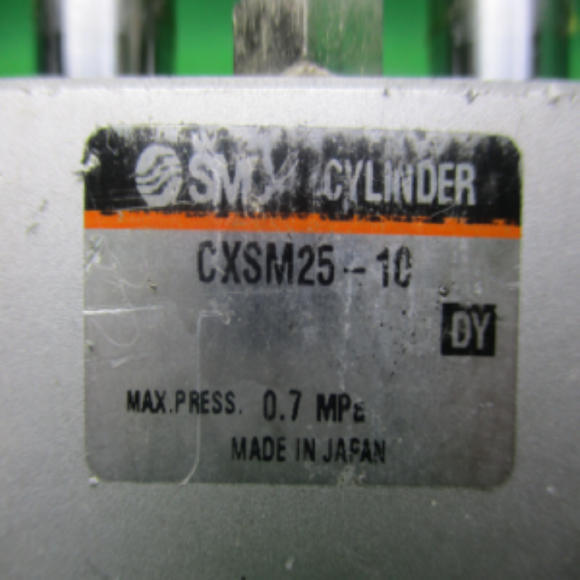 SMC CYLINDER
CXSM25-10
DY
MAX.PRESS. 0.7 MPa
MADE IN JAPAN